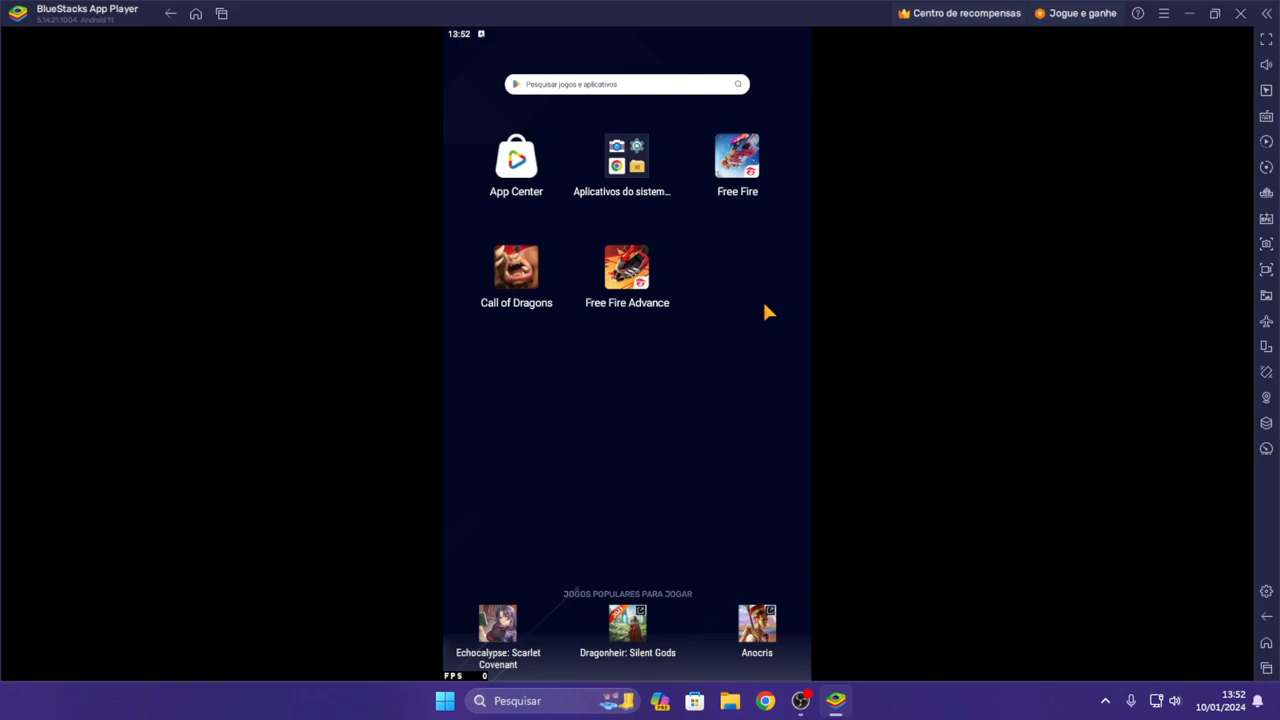 BlueStacks App Player
5.14.21.1004 Android 11
Centro de recompensas
Jogue e ganhe
13:52
Pesquisar jogos e aplicativos
App Center
Aplicativos do sistem...
Free Fire
Call of Dragons
Free Fire Advance
JOGOS POPULARES PARA JOGAR
Echocalypse: Scarlet
Covenant
Dragonheir: Silent Gods
Anocris
FPS 0
Pesquisar
13:52
10/01/2024